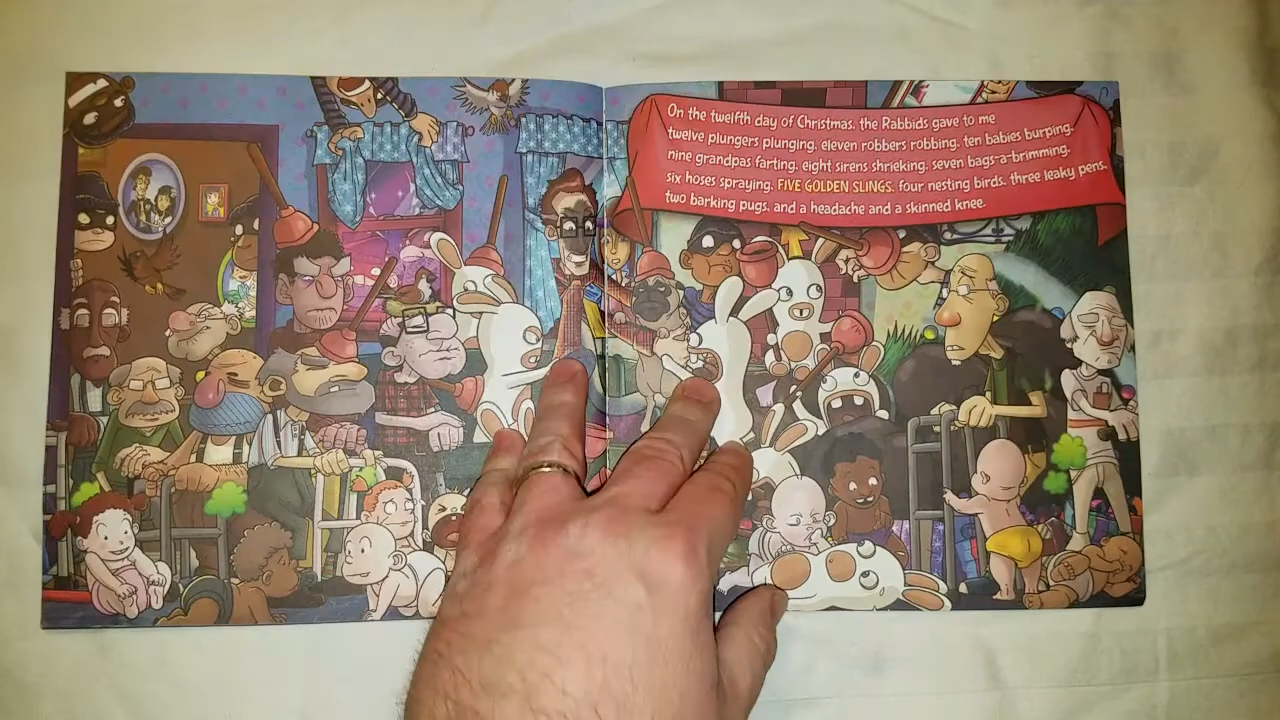 On the twelfth day of Christmas, the Rabbids gave to me
twelve plungers plunging, eleven robbers robbing, ten babies burping,
nine grandpas farting, eight sirens shrieking, seven bags-a-brimming,
six hoses spraying, FIVE GOLDEN SLINGS, four nesting birds, three leaky pens,
two barking pugs, and a headache and a skinned knee.